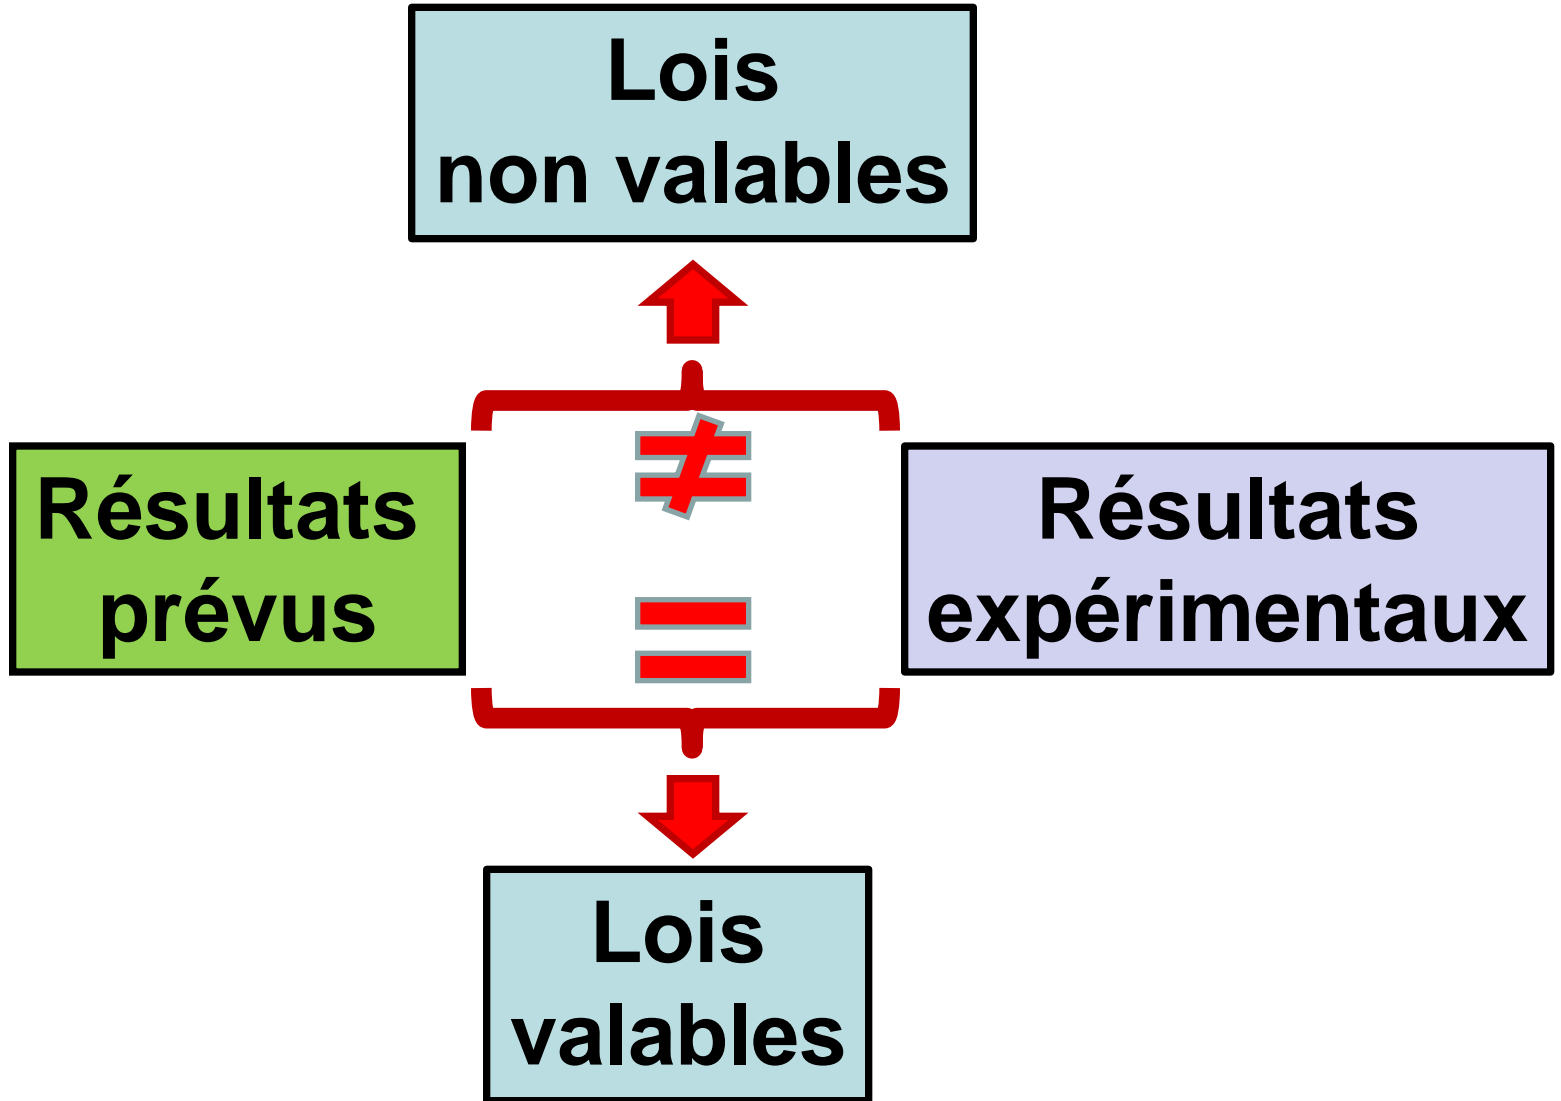 Lois
non valables
≠
Résultats
prévus
Résultats
expérimentaux
=
Lois
valables